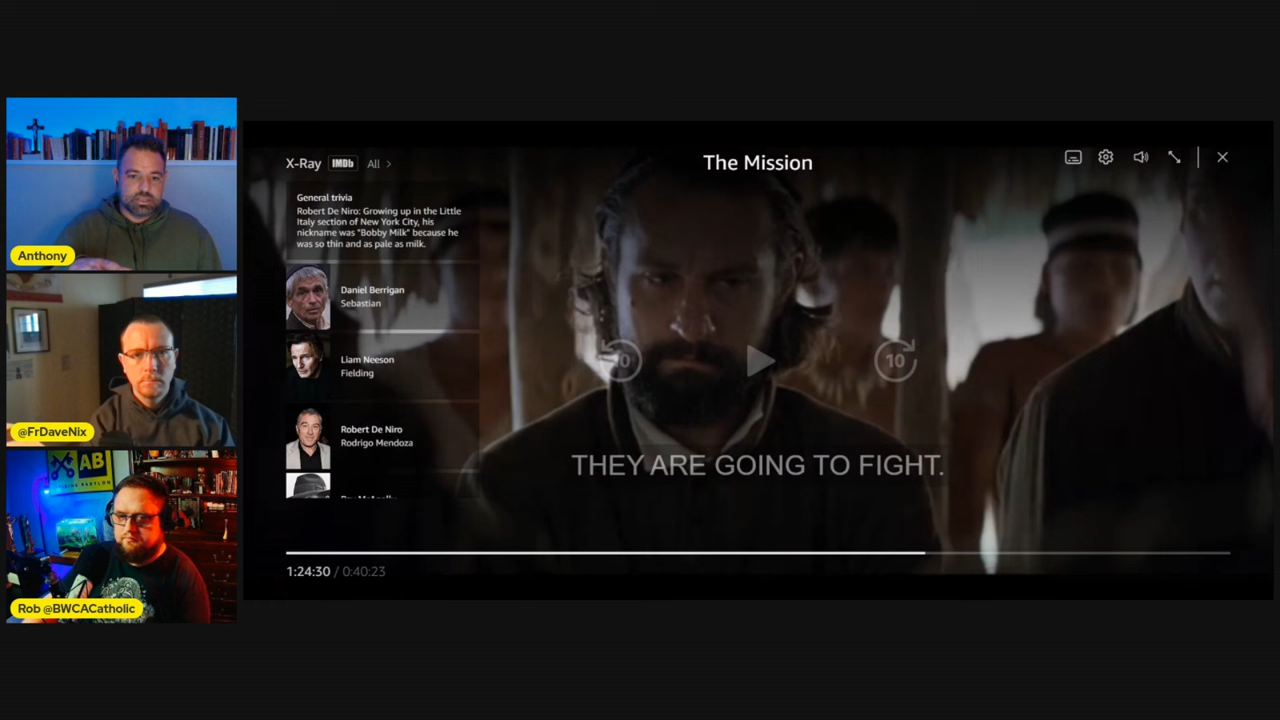 Anthony
@FrDaveNix
AB
Rob @BWCACatholic
X-Ray IMDb All >
The Mission
General trivia
Robert De Niro: Growing up in the Little
Italy section of New York City, his
nickname was "Bobby Milk" because he
was so thin and as pale as milk.
Daniel Berrigan
Sebastian
Liam Neeson
Fielding
Robert De Niro
Rodrigo Mendoza
10
10
THEY ARE GOING TO FIGHT.
1:24:30 / 0:40:23